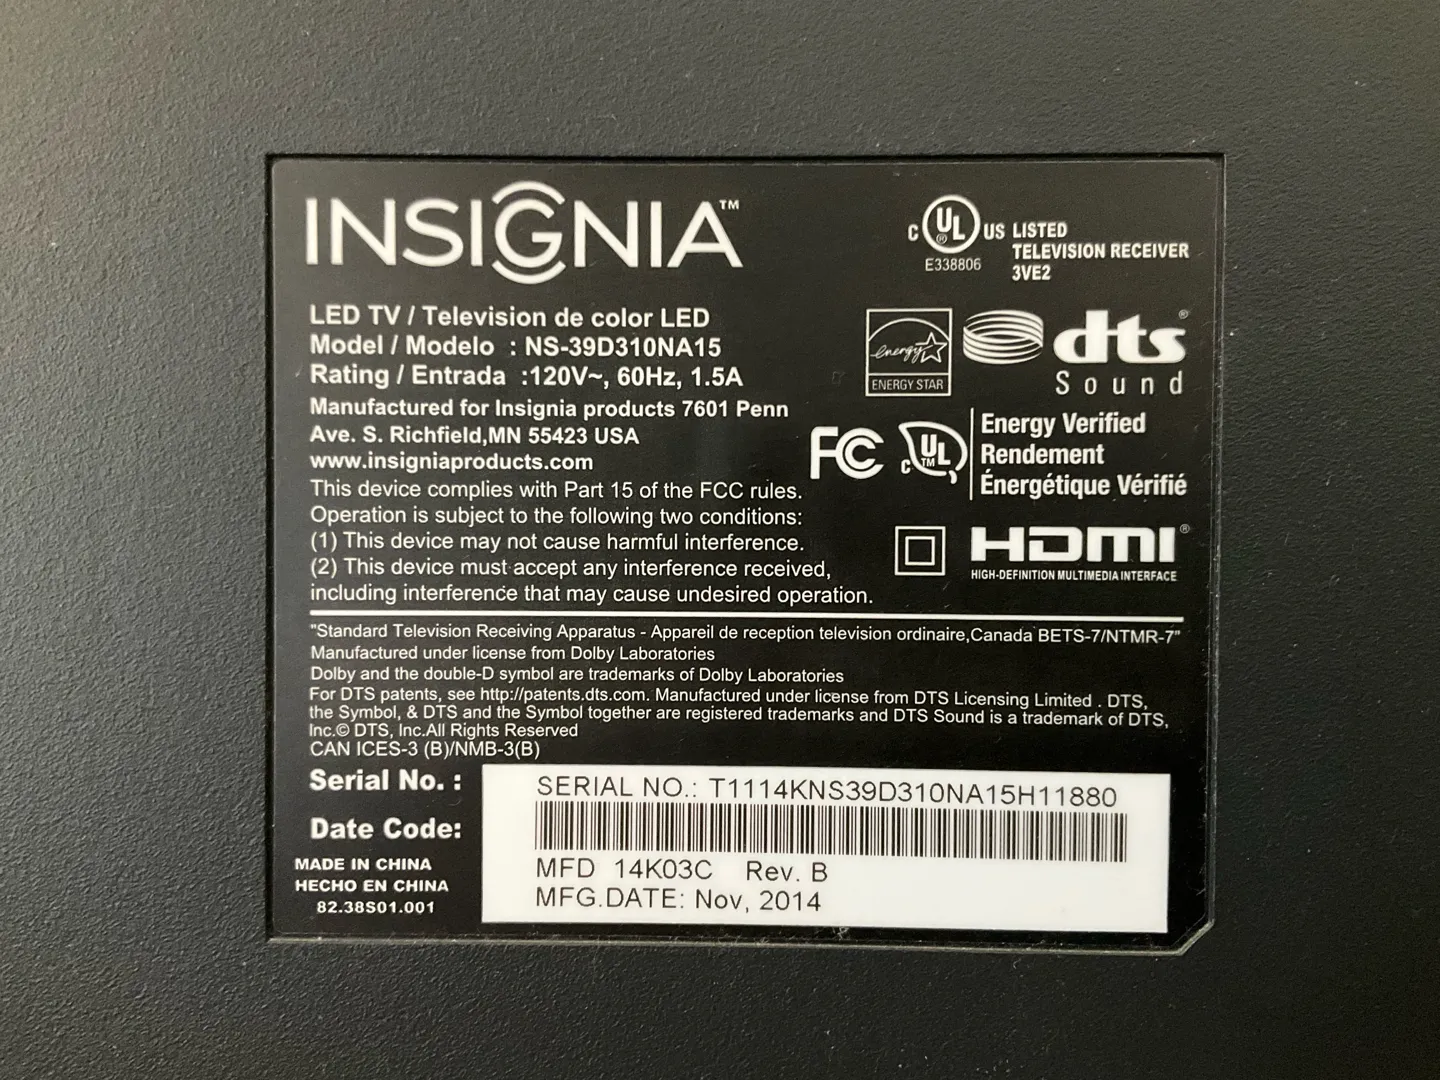 INSIGNIA™
C UL® US LISTED
E338806
TELEVISION RECEIVER
3VE2
LED TV / Television de color LED
Model / Modelo : NS-39D310NA15
Rating / Entrada :120V~, 60Hz, 1.5A
Manufactured for Insignia products 7601 Penn
Ave. S. Richfield,MN 55423 USA
www.insigniaproducts.com
This device complies with Part 15 of the FCC rules.
Operation is subject to the following two conditions:
(1) This device may not cause harmful interference.
(2) This device must accept any interference received,
including interference that may cause undesired operation.
energy
ENERGY STAR
dts®
Sound
FC
C UL™
Energy Verified
Rendement
Énergétique Vérifié
HDMI®
HIGH-DEFINITION MULTIMEDIA INTERFACE
"Standard Television Receiving Apparatus - Appareil de reception television ordinaire,Canada BETS-7/NTMR-7"
Manufactured under license from Dolby Laboratories
Dolby and the double-D symbol are trademarks of Dolby Laboratories
For DTS patents, see http://patents.dts.com. Manufactured under license from DTS Licensing Limited . DTS,
the Symbol, & DTS and the Symbol together are registered trademarks and DTS Sound is a trademark of DTS,
Inc.© DTS, Inc.All Rights Reserved
CAN ICES-3 (B)/NMB-3(B)
Serial No. :
SERIAL NO.: T1114KNS39D310NA15H11880
Date Code:
MFD 14K03C Rev. B
MFG.DATE: Nov, 2014
MADE IN CHINA
HECHO EN CHINA
82.38S01.001